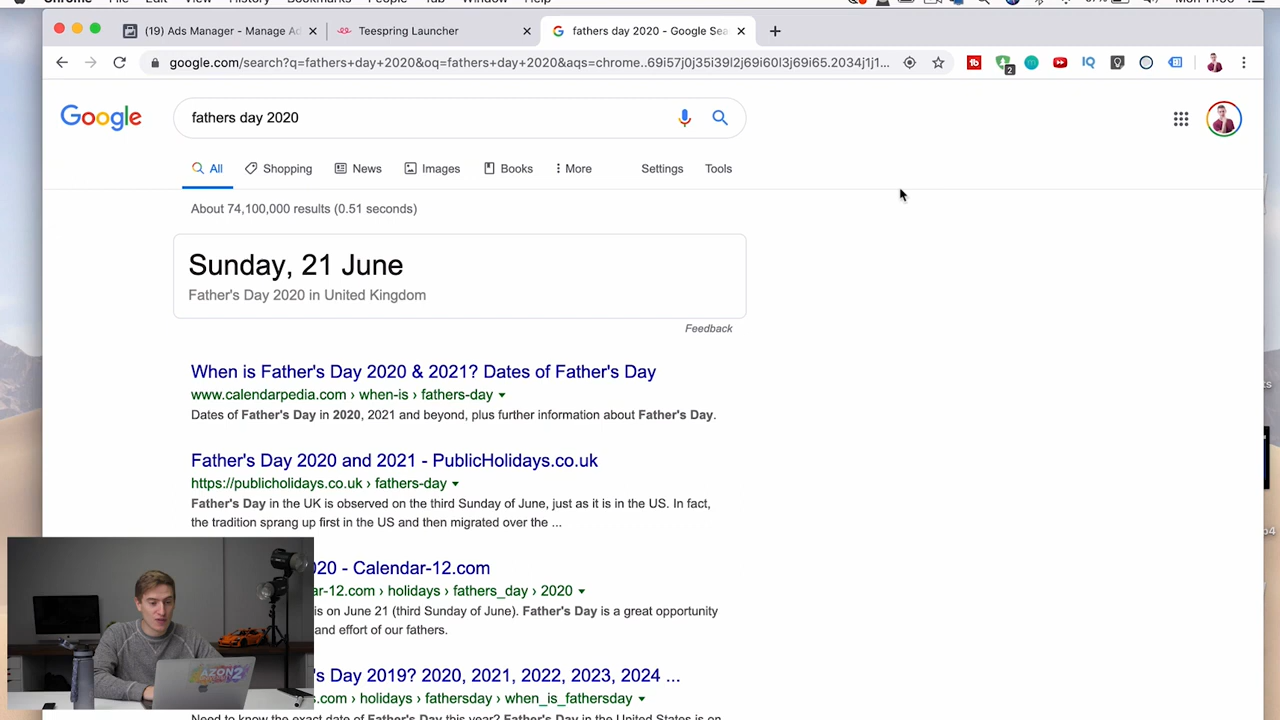 Chrome File Edit View History Bookmarks People Tab Window Help
(19) Ads Manager - Manage Ad
Teespring Launcher
fathers day 2020 - Google Sea
google.com/search?q=fathers+day+2020&oq=fathers+day+2020&aqs=chrome..69i57j0j35i39l2j69i60l3j69i65.2034j1j1...
2
IQ
Google
fathers day 2020
All
Shopping
News
Images
Books
More
Settings
Tools
About 74,100,000 results (0.51 seconds)
Sunday, 21 June
Father's Day 2020 in United Kingdom
Feedback
When is Father's Day 2020 & 2021? Dates of Father's Day
www.calendarpedia.com › when-is › fathers-day
Dates of Father's Day in 2020, 2021 and beyond, plus further information about Father's Day.
Father's Day 2020 and 2021 - PublicHolidays.co.uk
https://publicholidays.co.uk › fathers-day
Father's Day in the UK is observed on the third Sunday of June, just as it is in the US. In fact,
the tradition sprang up first in the US and then migrated over the ...
20 - Calendar-12.com
ar-12.com › holidays › fathers_day › 2020
is on June 21 (third Sunday of June). Father's Day is a great opportunity
and effort of our fathers.
's Day 2019? 2020, 2021, 2022, 2023, 2024 ...
s.com › holidays › fathersday › when_is_fathersday
Need to know the exact date of Father's Day this year? Father's Day in the United States is on
AZON2